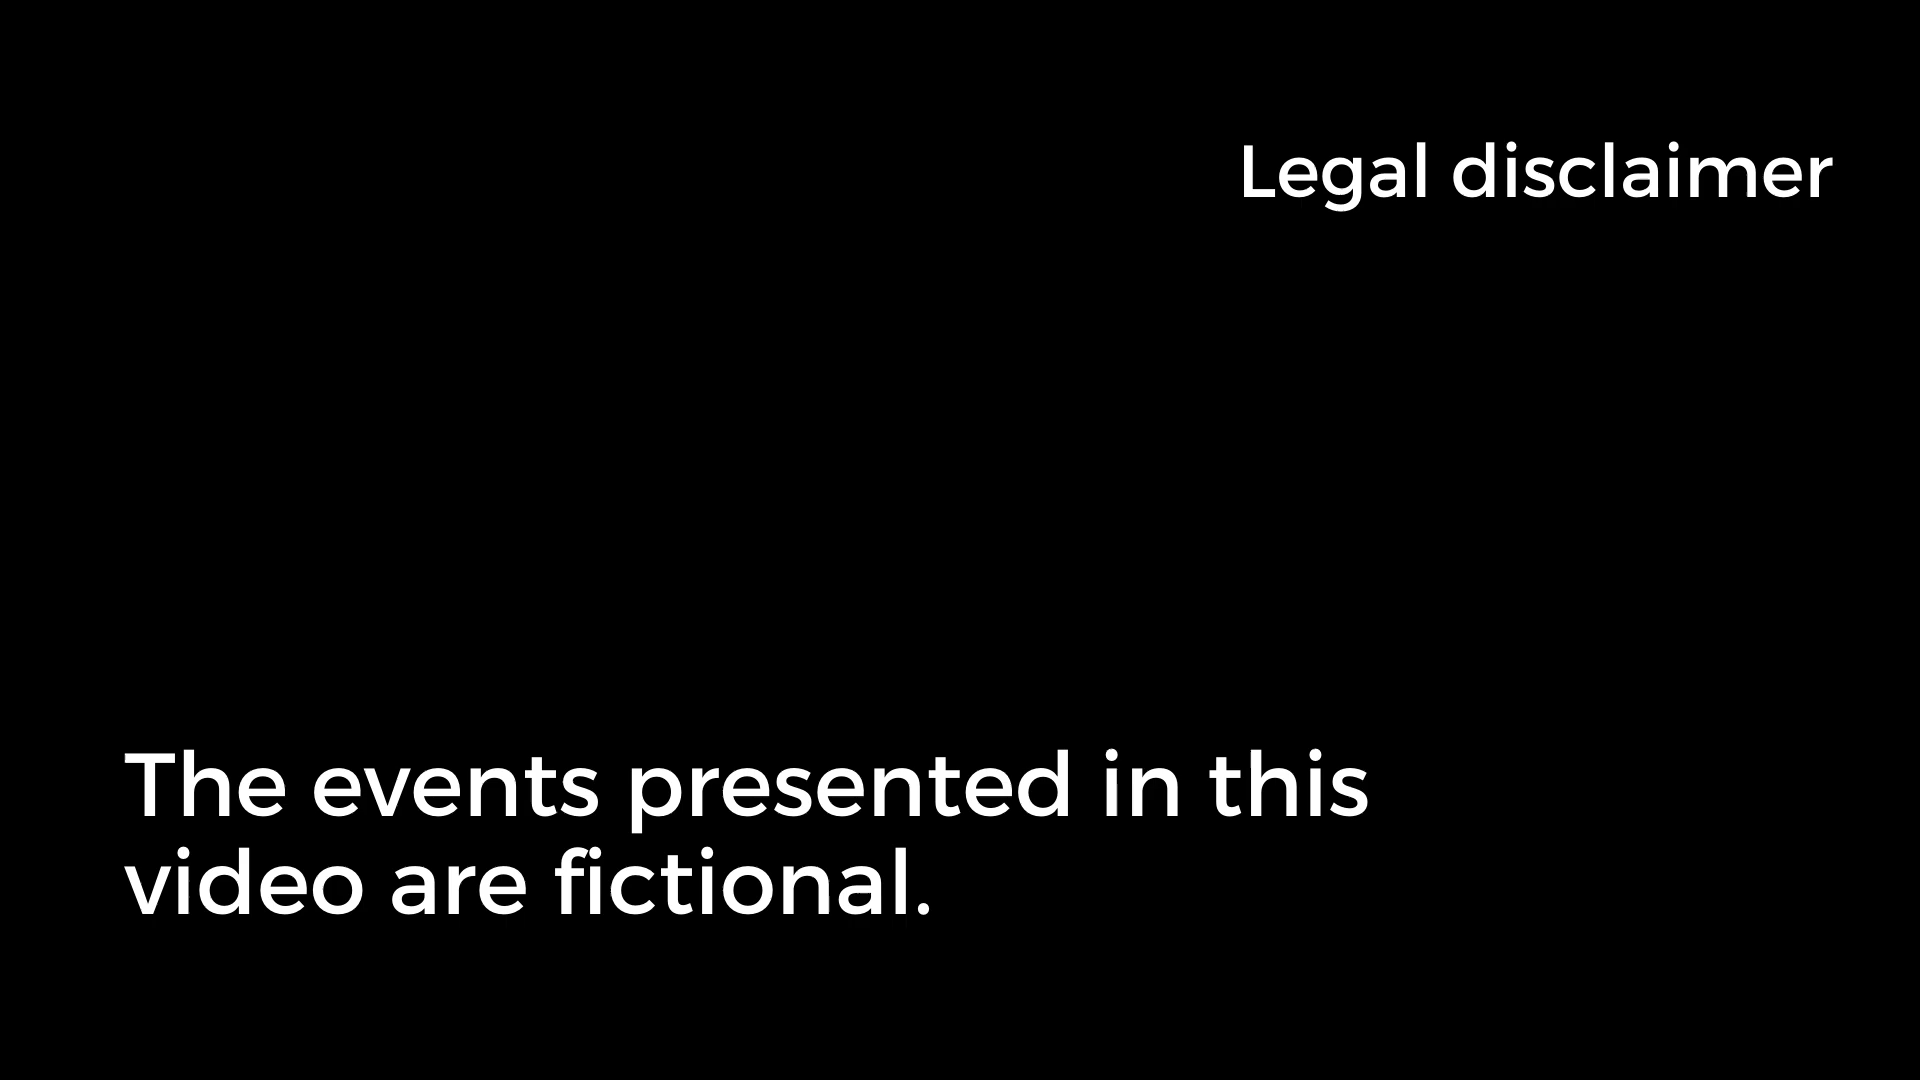 Legal disclaimer
The events presented in this
video are fictional.